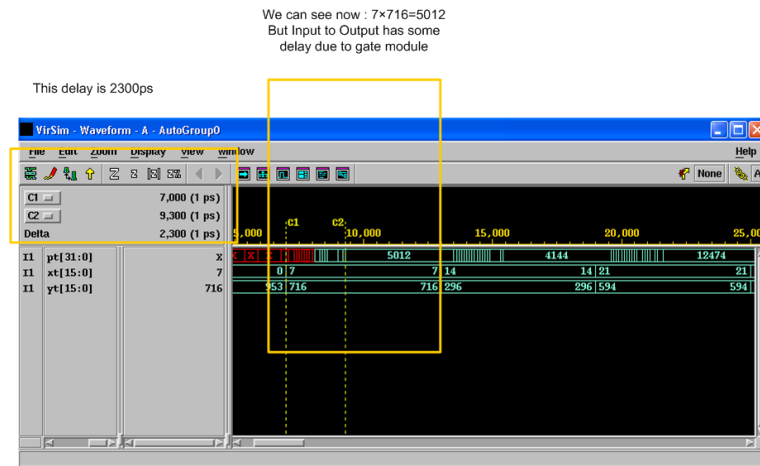 We can see now : 7×716=5012
But Input to Output has some
delay due to gate module
This delay is 2300ps
VirSim - Waveform - A - AutoGroup0
File Edit Zoom Display View Window Help
None A
C1 7,000 (1 ps)
C2 9,300 (1 ps)
Delta 2,300 (1 ps)
C1 C2
5,000 10,000 15,000 20,000 25,00
I1 pt[31:0] X X X X 5012 4144 12474
I1 xt[15:0] 7 0 7 7 14 14 21 21
I1 yt[15:0] 716 953 716 716 296 296 594 594